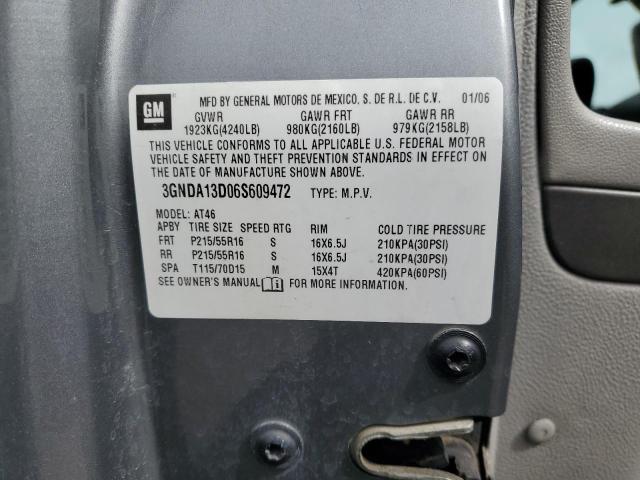 GM
MFD BY GENERAL MOTORS DE MEXICO, S. DE R.L. DE C.V. 01/06
GVWR GAWR FRT GAWR RR
1923KG(4240LB) 980KG(2160LB) 979KG(2158LB)
THIS VEHICLE CONFORMS TO ALL APPLICABLE U.S. FEDERAL MOTOR
VEHICLE SAFETY AND THEFT PREVENTION STANDARDS IN EFFECT ON
THE DATE OF MANUFACTURE SHOWN ABOVE.
3GNDA13D06S609472 TYPE: M.P.V.
MODEL: AT46
APBY TIRE SIZE SPEED RTG RIM COLD TIRE PRESSURE
FRT P215/55R16 S 16X6.5J 210KPA(30PSI)
RR P215/55R16 S 16X6.5J 210KPA(30PSI)
SPA T115/70D15 M 15X4T 420KPA(60PSI)
SEE OWNER'S MANUAL FOR MORE INFORMATION.